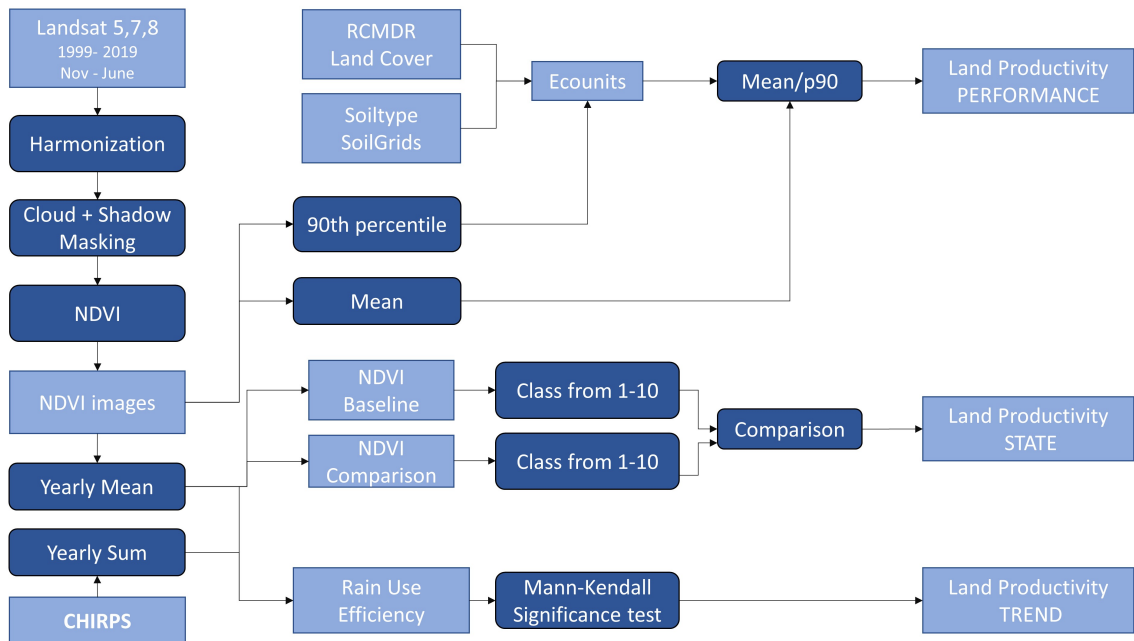 Landsat 5,7,8
1999- 2019
Nov - June
Harmonization
Cloud + Shadow
Masking
NDVI
NDVI images
Yearly Mean
Yearly Sum
CHIRPS
RCMDR
Land Cover
Soiltype
SoilGrids
Ecounits
Mean/p90
Land Productivity
PERFORMANCE
90th percentile
Mean
NDVI
Baseline
Class from 1-10
NDVI
Comparison
Class from 1-10
Comparison
Land Productivity
STATE
Rain Use
Efficiency
Mann-Kendall
Significance test
Land Productivity
TREND